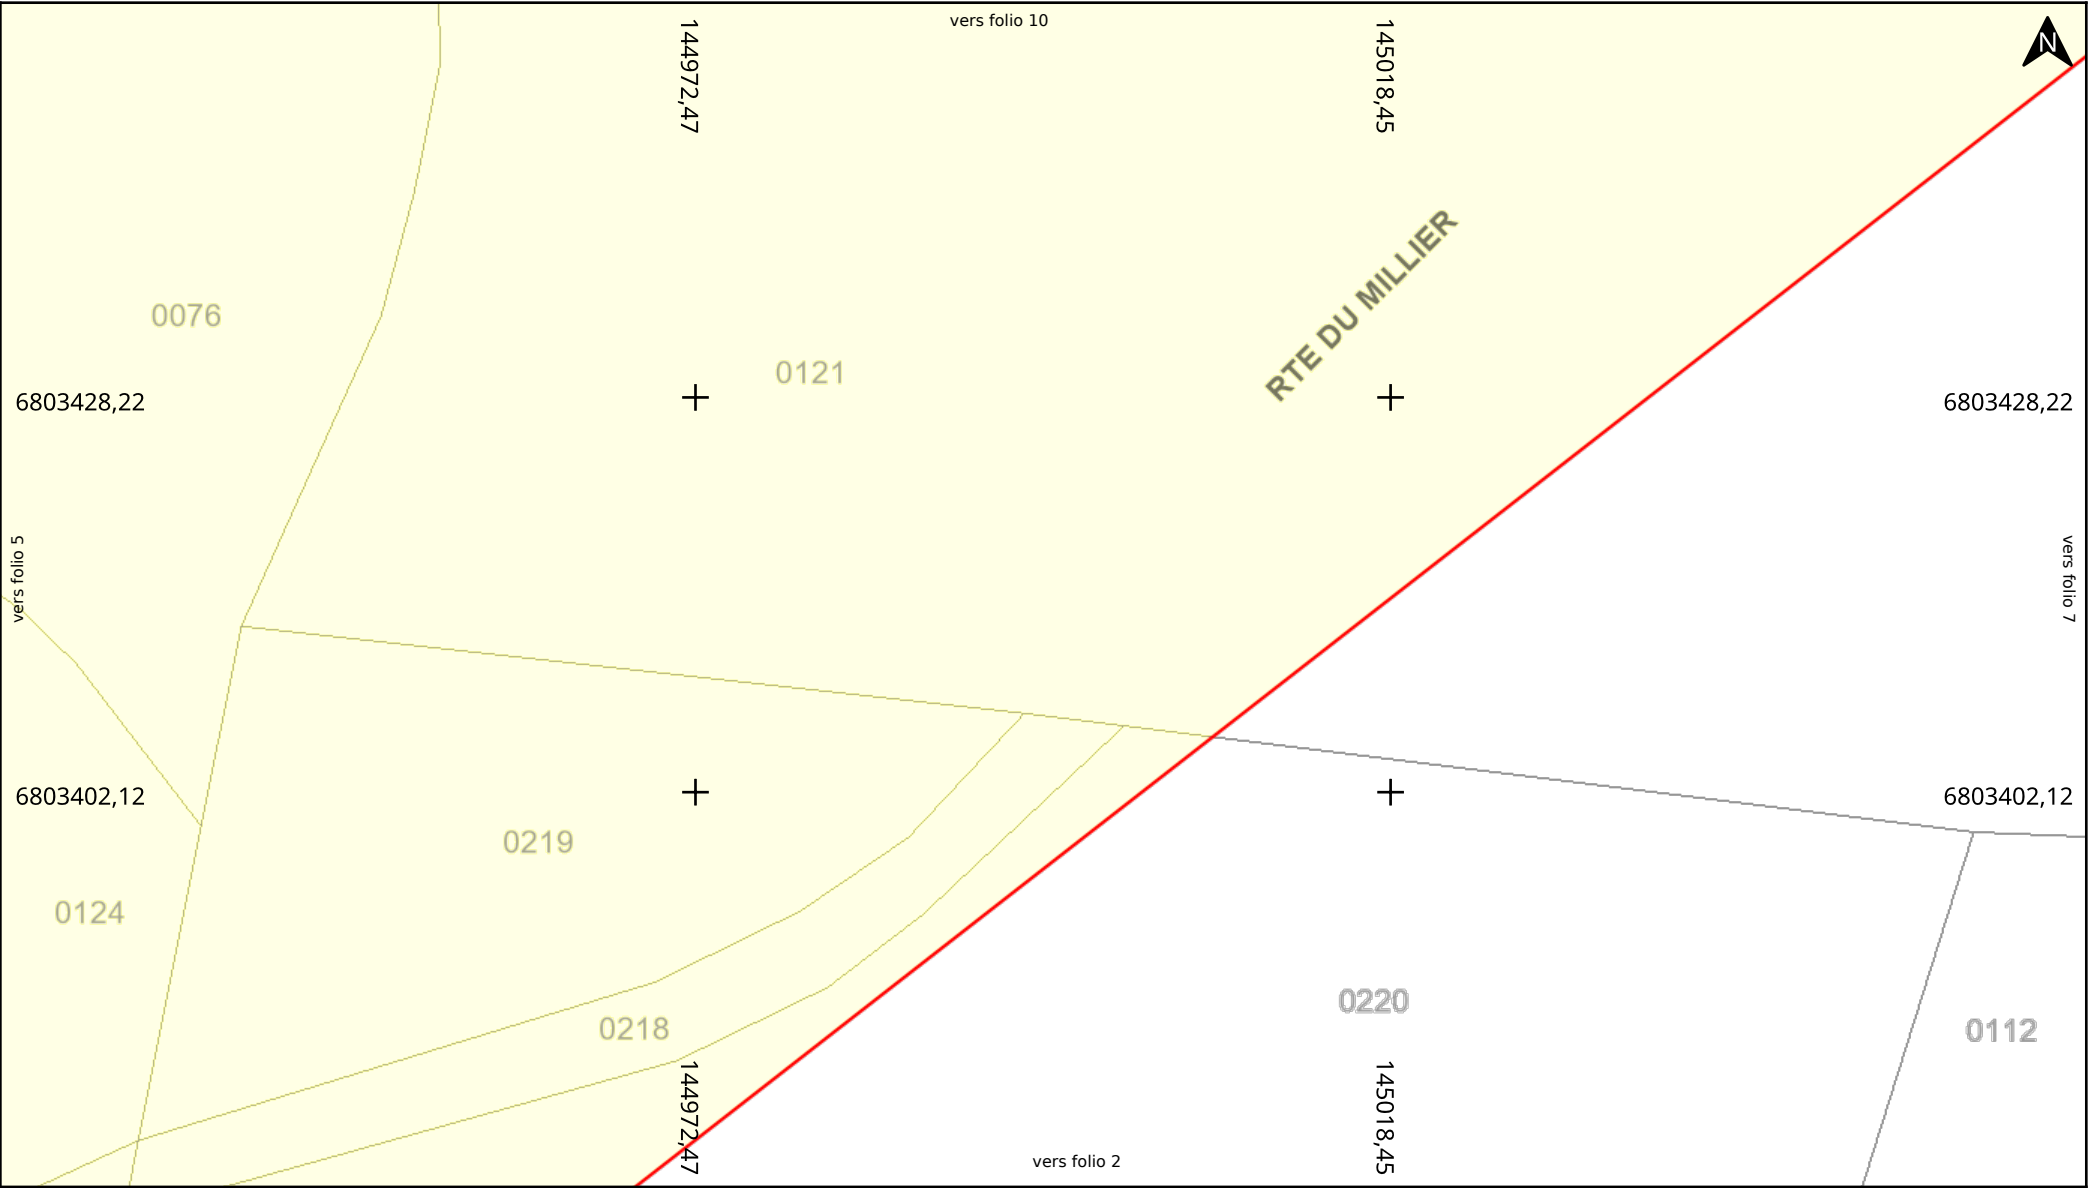 vers folio 10
144972,47
145018,45
N
RTE DU MILLIER
0076
0121
6803428,22
6803428,22
vers folio 5
vers folio 7
6803402,12
6803402,12
0219
0124
0220
0218
0112
144972,47
145018,45
vers folio 2